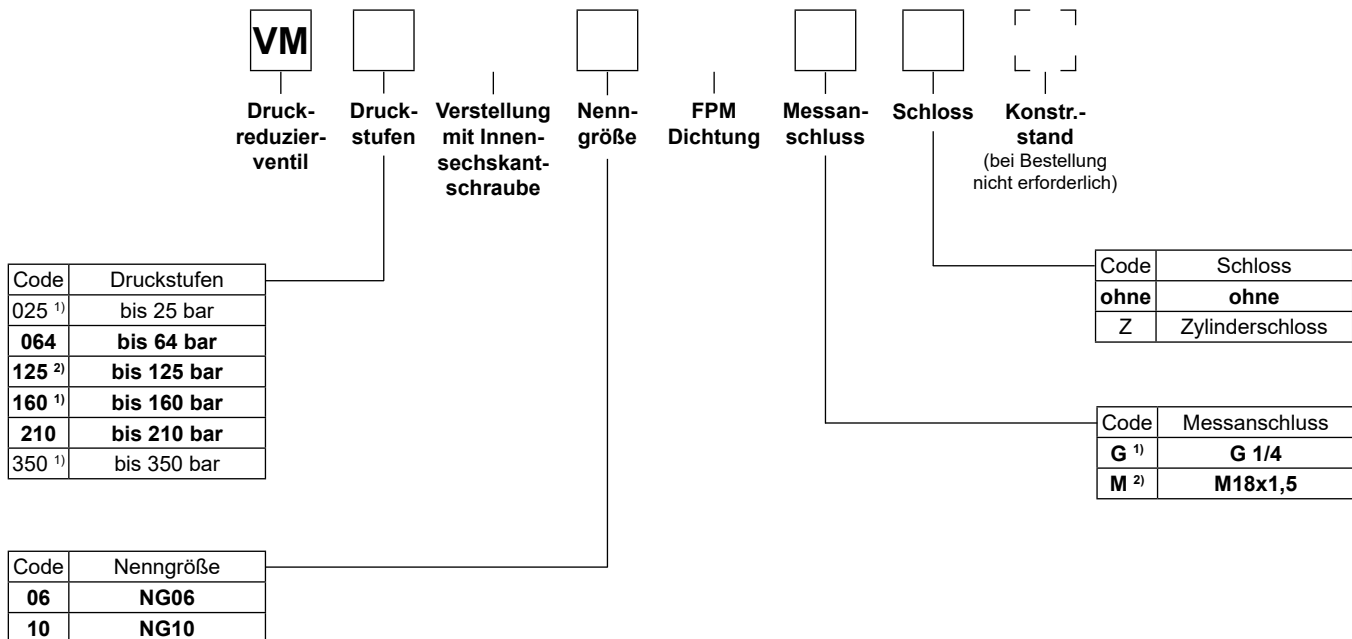 VM
Druck-
reduzier-
ventil
Druck-
stufen
Verstellung
mit Innen-
sechskant-
schraube
Nenn-
größe
FPM
Dichtung
Messan-
schluss
Schloss
Konstr.-
stand
(bei Bestellung
nicht erforderlich)
Code Druckstufen
025 1) bis 25 bar
064 bis 64 bar
125 2) bis 125 bar
160 1) bis 160 bar
210 bis 210 bar
350 1) bis 350 bar
Code Schloss
ohne ohne
Z Zylinderschloss
Code Messanschluss
G 1) G 1/4
M 2) M18x1,5
Code Nenngröße
06 NG06
10 NG10